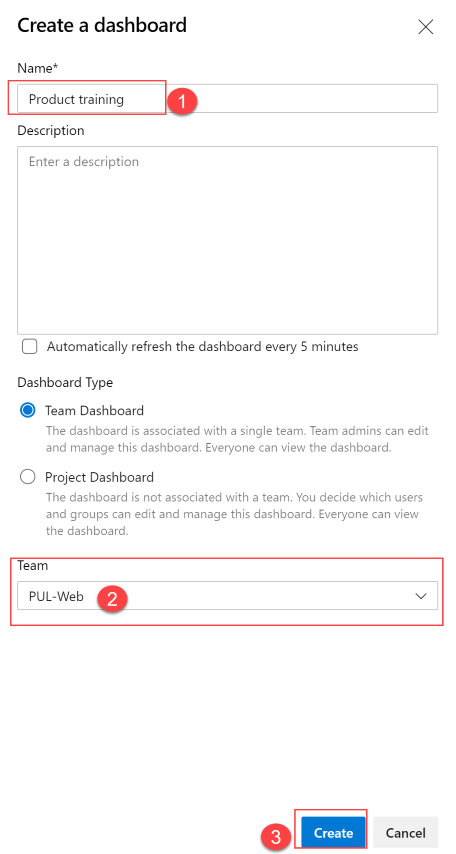 Create a dashboard
Name*
Product training
1
Description
Enter a description
Automatically refresh the dashboard every 5 minutes
Dashboard Type
Team Dashboard
The dashboard is associated with a single team. Team admins can edit
and manage this dashboard. Everyone can view the dashboard.
Project Dashboard
The dashboard is not associated with a team. You decide which users
and groups can edit and manage this dashboard. Everyone can view
the dashboard.
Team
PUL-Web
2
3
Create
Cancel